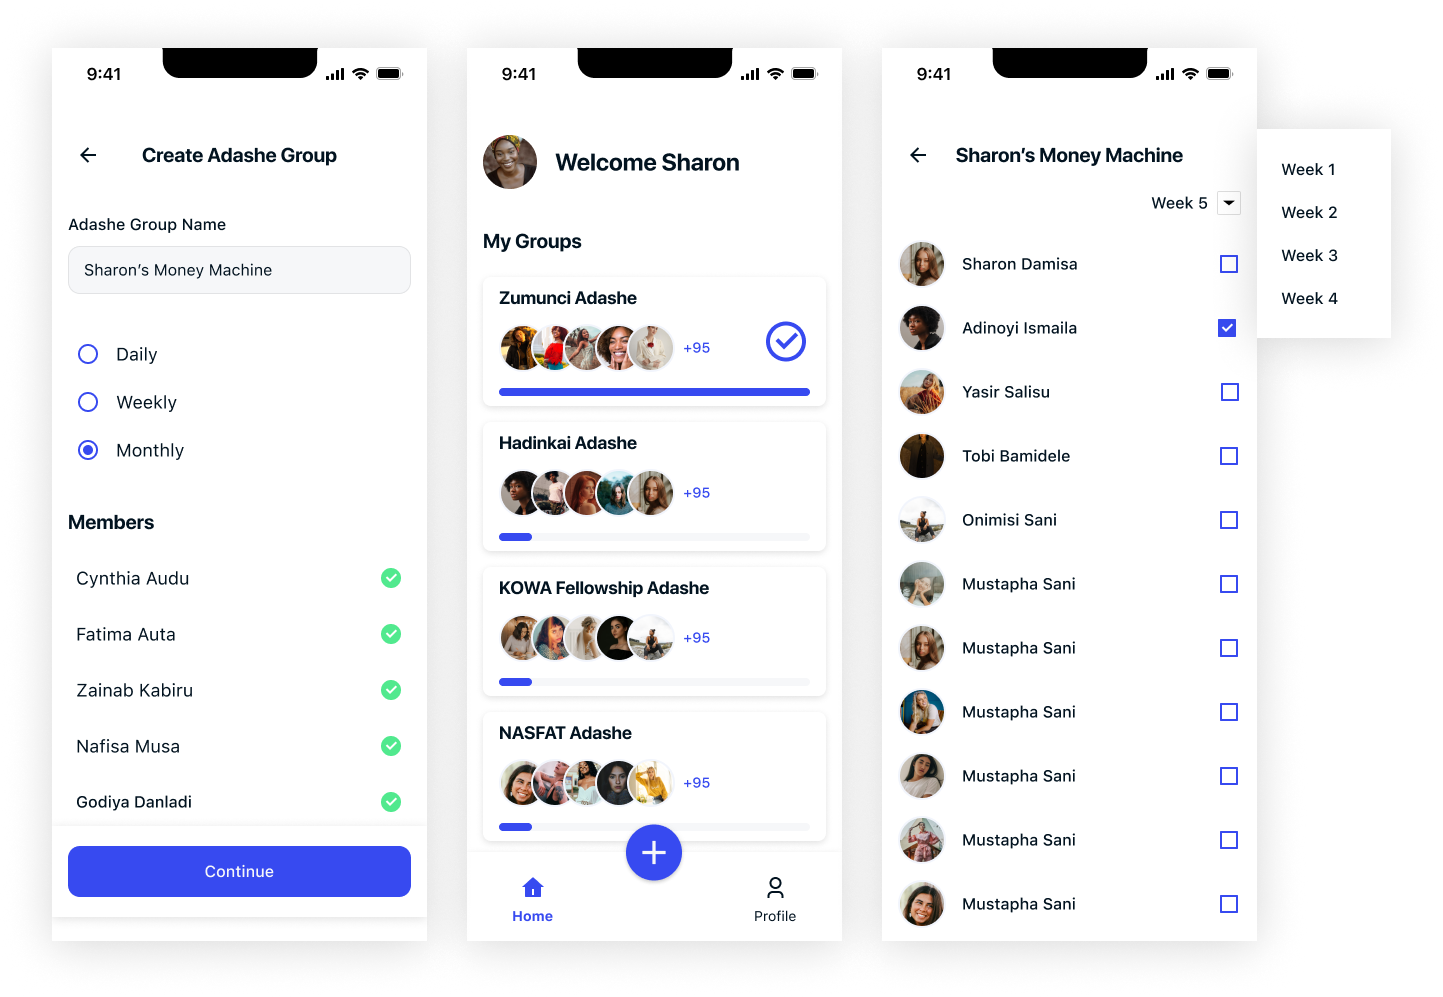 9:41
Create Adashe Group
Adashe Group Name
Sharon's Money Machine
Daily
Weekly
Monthly
Members
Cynthia Audu
Fatima Auta
Zainab Kabiru
Nafisa Musa
Godiya Danladi
Continue
9:41
Welcome Sharon
My Groups
Zumunci Adashe
+95
Hadinkai Adashe
+95
KOWA Fellowship Adashe
+95
NASFAT Adashe
+95
Home
Profile
9:41
Sharon's Money Machine
Week 5
Sharon Damisa
Adinoyi Ismaila
Yasir Salisu
Tobi Bamidele
Onimisi Sani
Mustapha Sani
Mustapha Sani
Mustapha Sani
Mustapha Sani
Mustapha Sani
Mustapha Sani
Week 1
Week 2
Week 3
Week 4